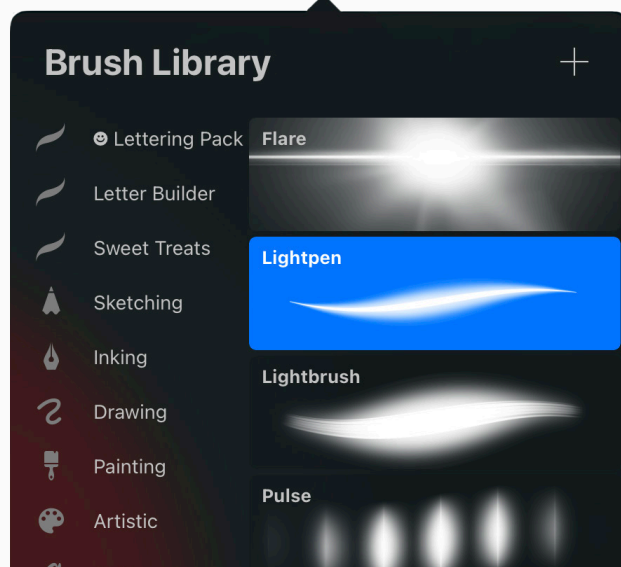 Brush Library
Lettering Pack
Letter Builder
Sweet Treats
Sketching
Inking
Drawing
Painting
Artistic
Flare
Lightpen
Lightbrush
Pulse